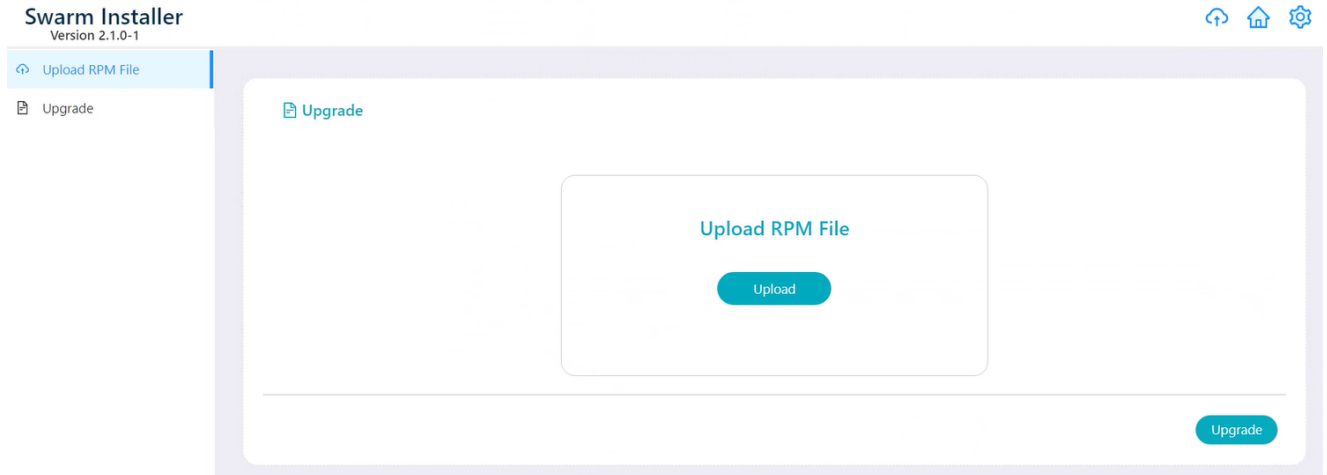 Swarm Installer
Version 2.1.0-1
Upload RPM File
Upgrade
Upgrade
Upload RPM File
Upload
Upgrade